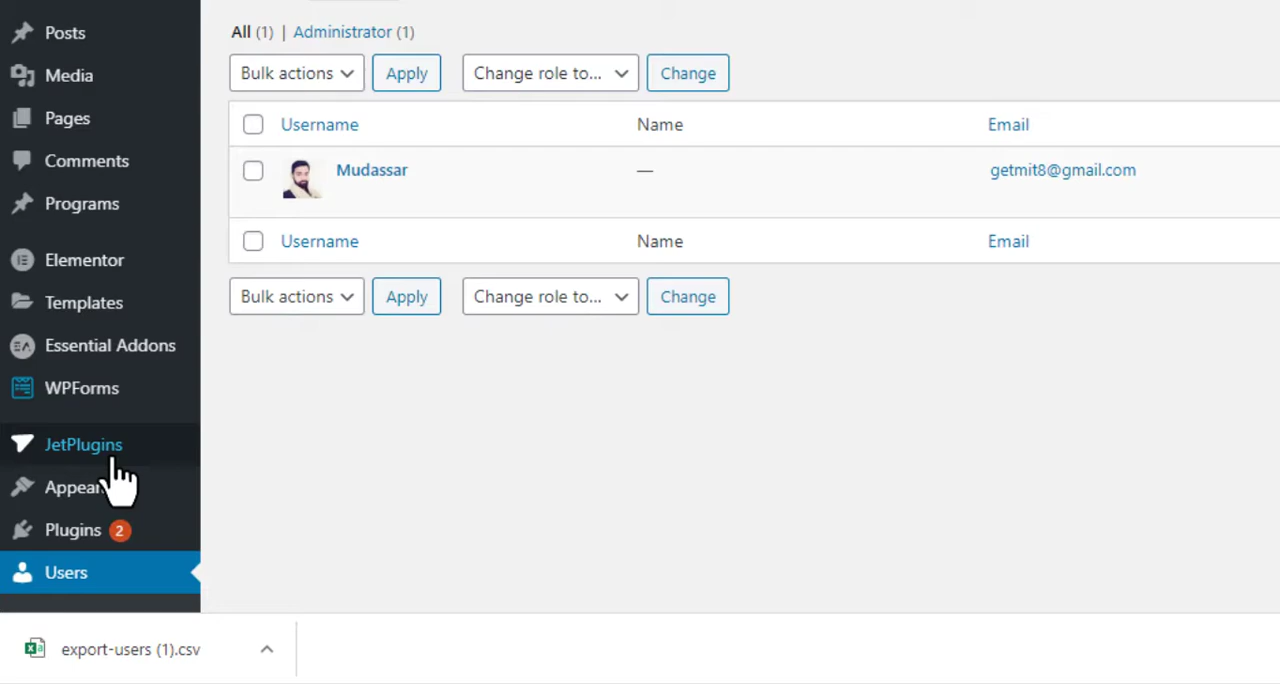 Posts
Media
Pages
Comments
Programs
Elementor
Templates
Essential Addons
WPForms
JetPlugins
Appear
Plugins 2
Users
All (1) | Administrator (1)
Bulk actions Apply Change role to... Change
Username Name Email
Mudassar — getmit8@gmail.com
Username Name Email
Bulk actions Apply Change role to... Change
export-users (1).csv